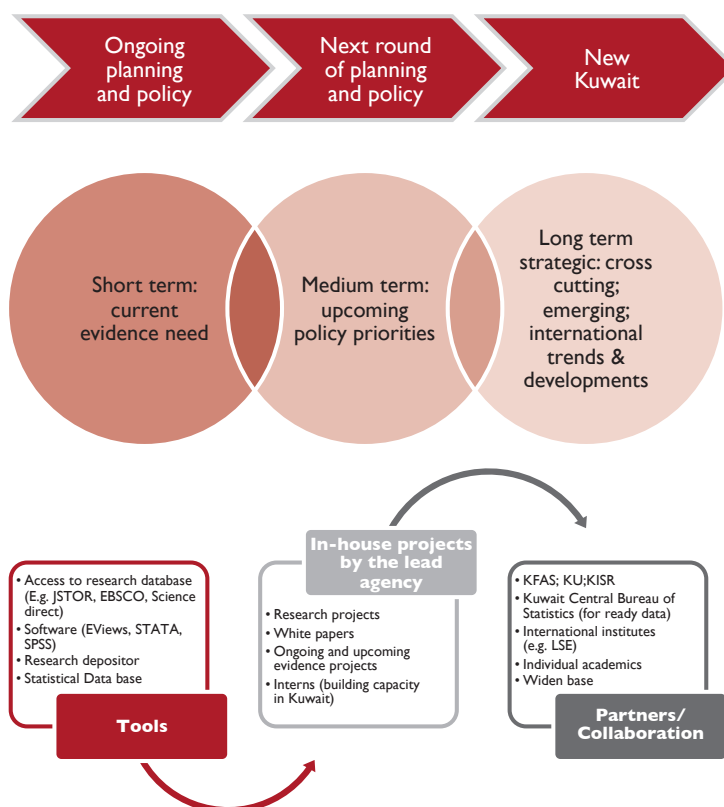 Ongoing
planning
and policy
Next round
of planning
and policy
New
Kuwait
Short term:
current
evidence need
Medium term:
upcoming
policy priorities
Long term
strategic: cross
cutting;
emerging;
international
trends &
developments
• Access to research database
(E.g. JSTOR, EBSCO, Science
direct)
• Software (EViews, STATA,
SPSS)
• Research depositor
• Statistical Data base
Tools
In-house projects
by the lead
agency
• Research projects
• White papers
• Ongoing and upcoming
evidence projects
• Interns (building capacity
in Kuwait)
• KFAS; KU;KISR
• Kuwait Central Bureau of
Statistics (for ready data)
• International institutes
(e.g. LSE)
• Individual academics
• Widen base
Partners/
Collaboration